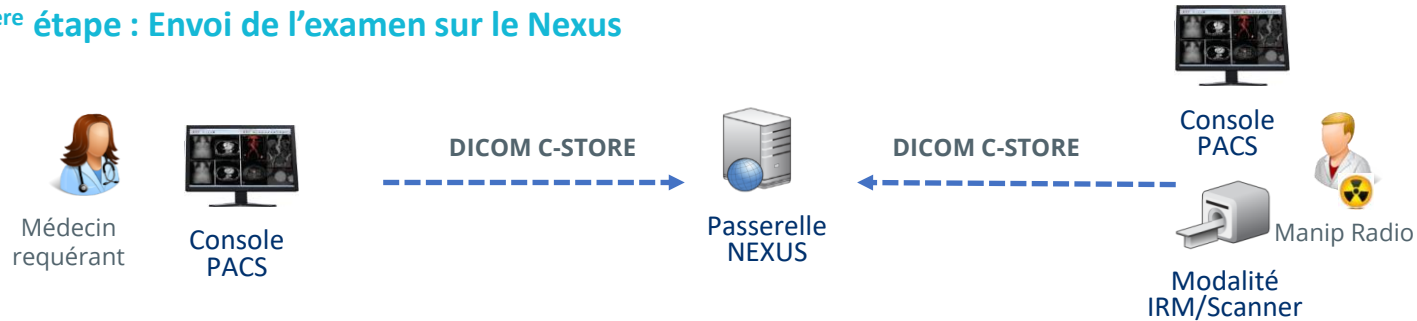 ère étape : Envoi de l’examen sur le Nexus
Médecin
requérant
Console
PACS
DICOM C-STORE
Passerelle
NEXUS
DICOM C-STORE
Console
PACS
Manip Radio
Modalité
IRM/Scanner